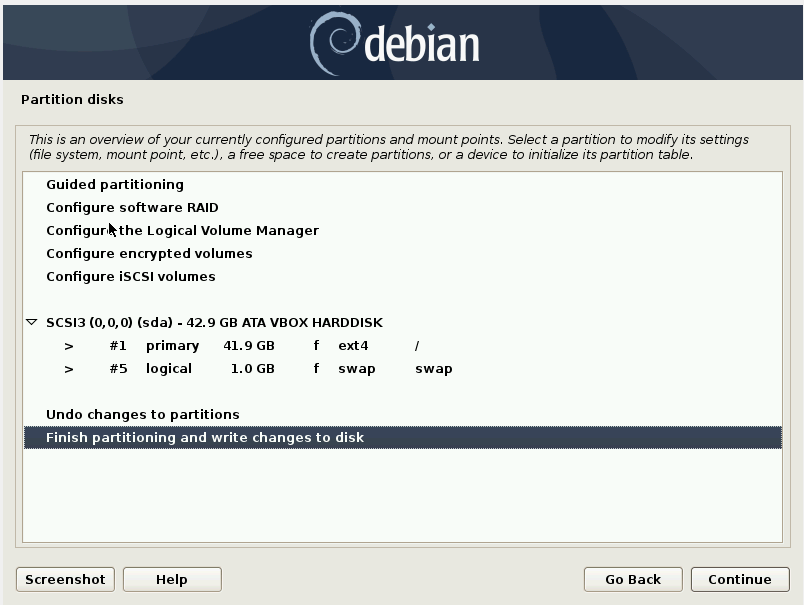 debian
Partition disks
This is an overview of your currently configured partitions and mount points. Select a partition to modify its settings
(file system, mount point, etc.), a free space to create partitions, or a device to initialize its partition table.
Guided partitioning
Configure software RAID
Configure the Logical Volume Manager
Configure encrypted volumes
Configure iSCSI volumes
SCSI3 (0,0,0) (sda) - 42.9 GB ATA VBOX HARDDISK
> #1 primary 41.9 GB f ext4 /
> #5 logical 1.0 GB f swap swap
Undo changes to partitions
Finish partitioning and write changes to disk
Screenshot Help Go Back Continue